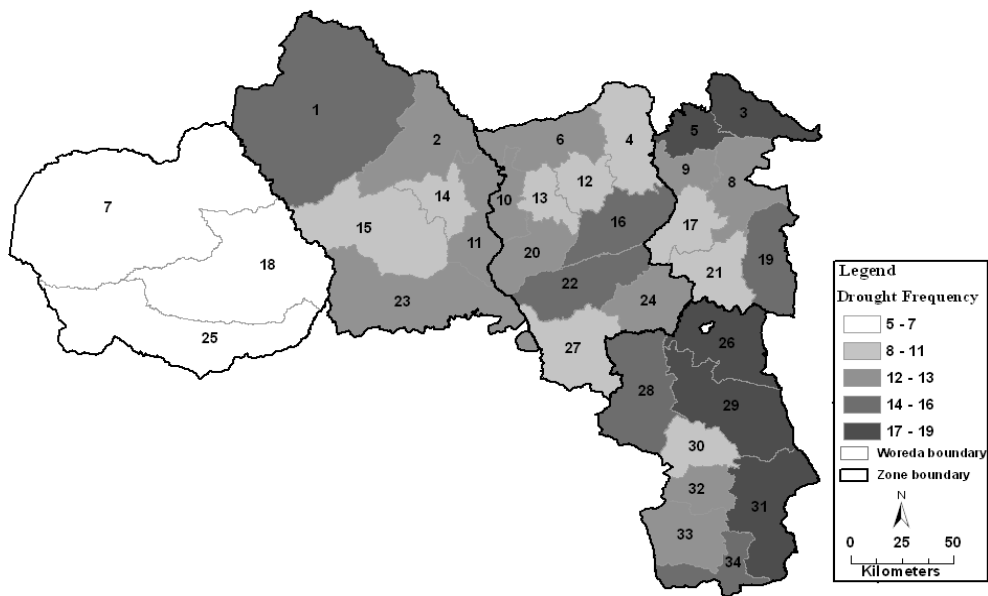 3
1
5
4
2
6
9
8
12
14
13
10
7
16
17
15
11
20
18
21
19
22
23
24
25
26
27
28
29
30
32
31
33
34
Legend
Drought Frequency
5 - 7
8 - 11
12 - 13
14 - 16
17 - 19
Woreda boundary
Zone boundary
N
0 25 50
Kilometers